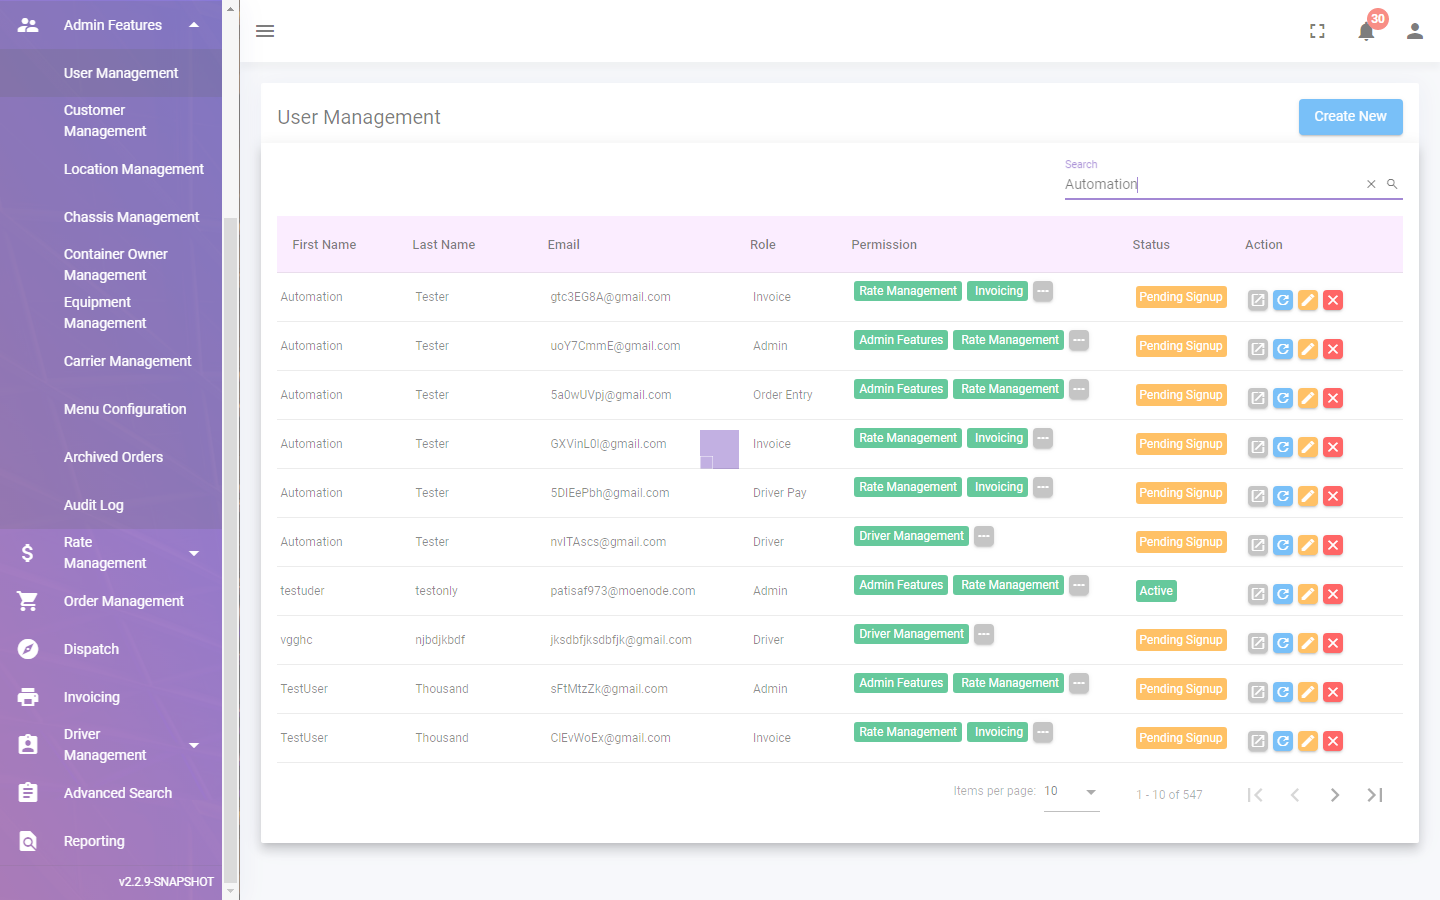 Admin Features
User Management
Customer
Management
Location Management
Chassis Management
Container Owner
Management
Equipment
Management
Carrier Management
Menu Configuration
Archived Orders
Audit Log
Rate
Management
Order Management
Dispatch
Invoicing
Driver
Management
Advanced Search
Reporting
v2.2.9-SNAPSHOT
30
User Management
Create New
Search
Automation
First Name Last Name Email Role Permission Status Action
Automation Tester gtc3EG8A@gmail.com Invoice Rate Management Invoicing --- Pending Signup
Automation Tester uoY7CmmE@gmail.com Admin Admin Features Rate Management --- Pending Signup
Automation Tester 5a0wUVpj@gmail.com Order Entry Admin Features Rate Management --- Pending Signup
Automation Tester GXVinL0l@gmail.com Invoice Rate Management Invoicing --- Pending Signup
Automation Tester 5DIEePbh@gmail.com Driver Pay Rate Management Invoicing --- Pending Signup
Automation Tester nvITAscs@gmail.com Driver Driver Management --- Pending Signup
testuder testonly patisaf973@moenode.com Admin Admin Features Rate Management --- Active
vgghc njbdjkbdf jksdbfjksdbfjk@gmail.com Driver Driver Management --- Pending Signup
TestUser Thousand sFtMtzZk@gmail.com Admin Admin Features Rate Management --- Pending Signup
TestUser Thousand ClEvWoEx@gmail.com Invoice Rate Management Invoicing --- Pending Signup
Items per page: 10 1 - 10 of 547